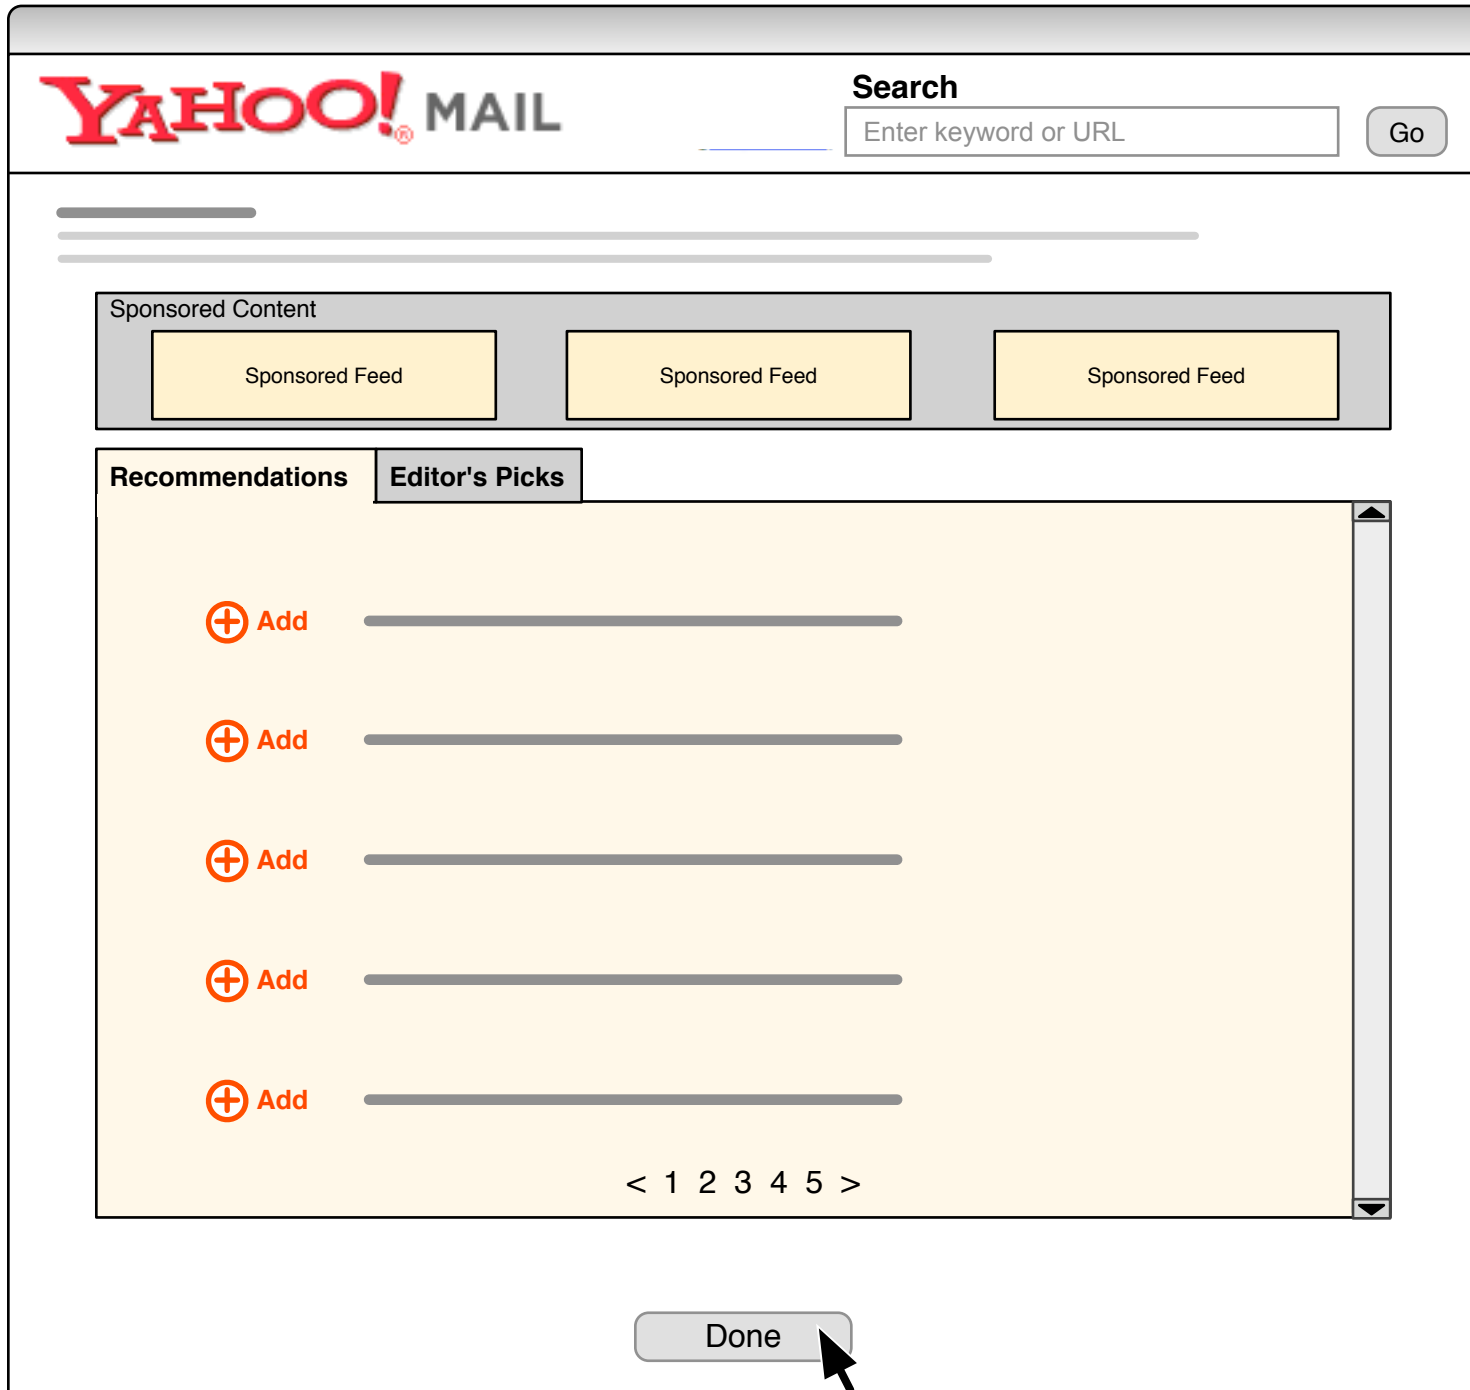 YAHOO!® MAIL
Search
Enter keyword or URL
Go
Sponsored Content
Sponsored Feed
Sponsored Feed
Sponsored Feed
Recommendations
Editor's Picks
Add
Add
Add
Add
Add
< 1 2 3 4 5 >
Done